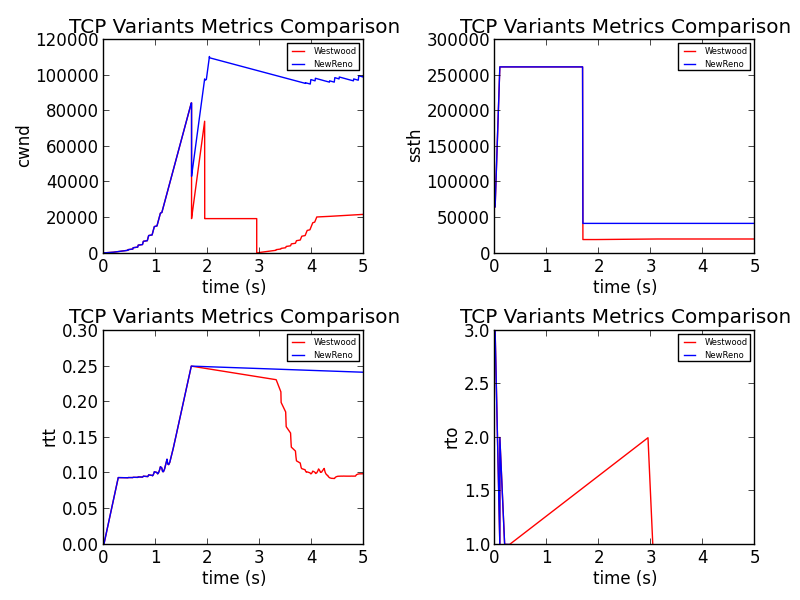 TCP Variants Metrics Comparison
120000
100000
80000
60000
40000
20000
0
cwnd
0 1 2 3 4 5
time (s)
Westwood
NewReno
TCP Variants Metrics Comparison
300000
250000
200000
150000
100000
50000
0
ssth
0 1 2 3 4 5
time (s)
Westwood
NewReno
TCP Variants Metrics Comparison
0.30
0.25
0.20
0.15
0.10
0.05
0.00
rtt
0 1 2 3 4 5
time (s)
Westwood
NewReno
TCP Variants Metrics Comparison
3.0
2.5
2.0
1.5
1.0
rto
0 1 2 3 4 5
time (s)
Westwood
NewReno